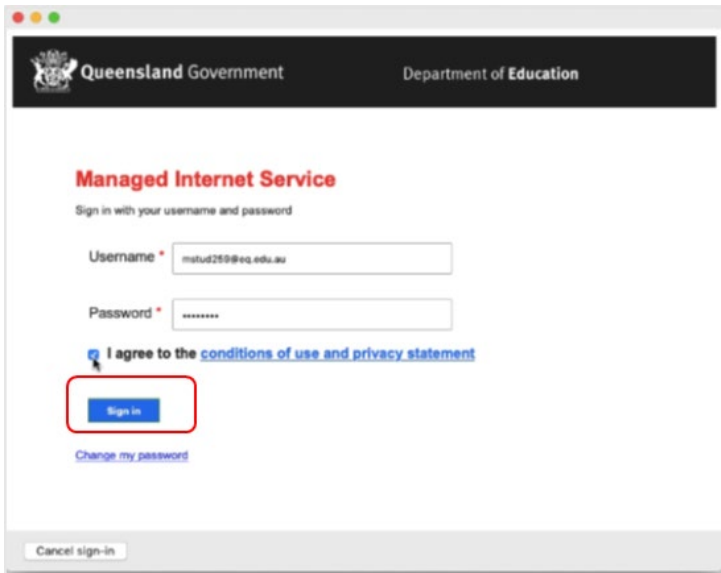 Queensland Government Department of Education
Managed Internet Service
Sign in with your username and password
Username * mstud259@eq.edu.au
Password * ••••••••
I agree to the conditions of use and privacy statement
Sign in
Change my password
Cancel sign-in